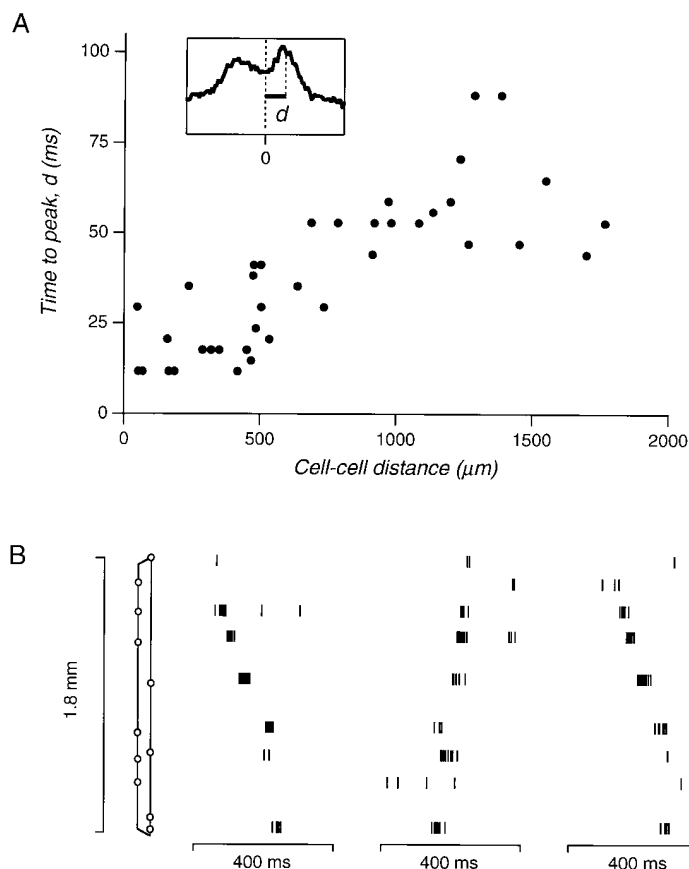 A
Time to peak, d (ms)
100
75
50
25
0
d
0
0
500
1000
1500
2000
Cell-cell distance (μm)
B
1.8 mm
400 ms
400 ms
400 ms